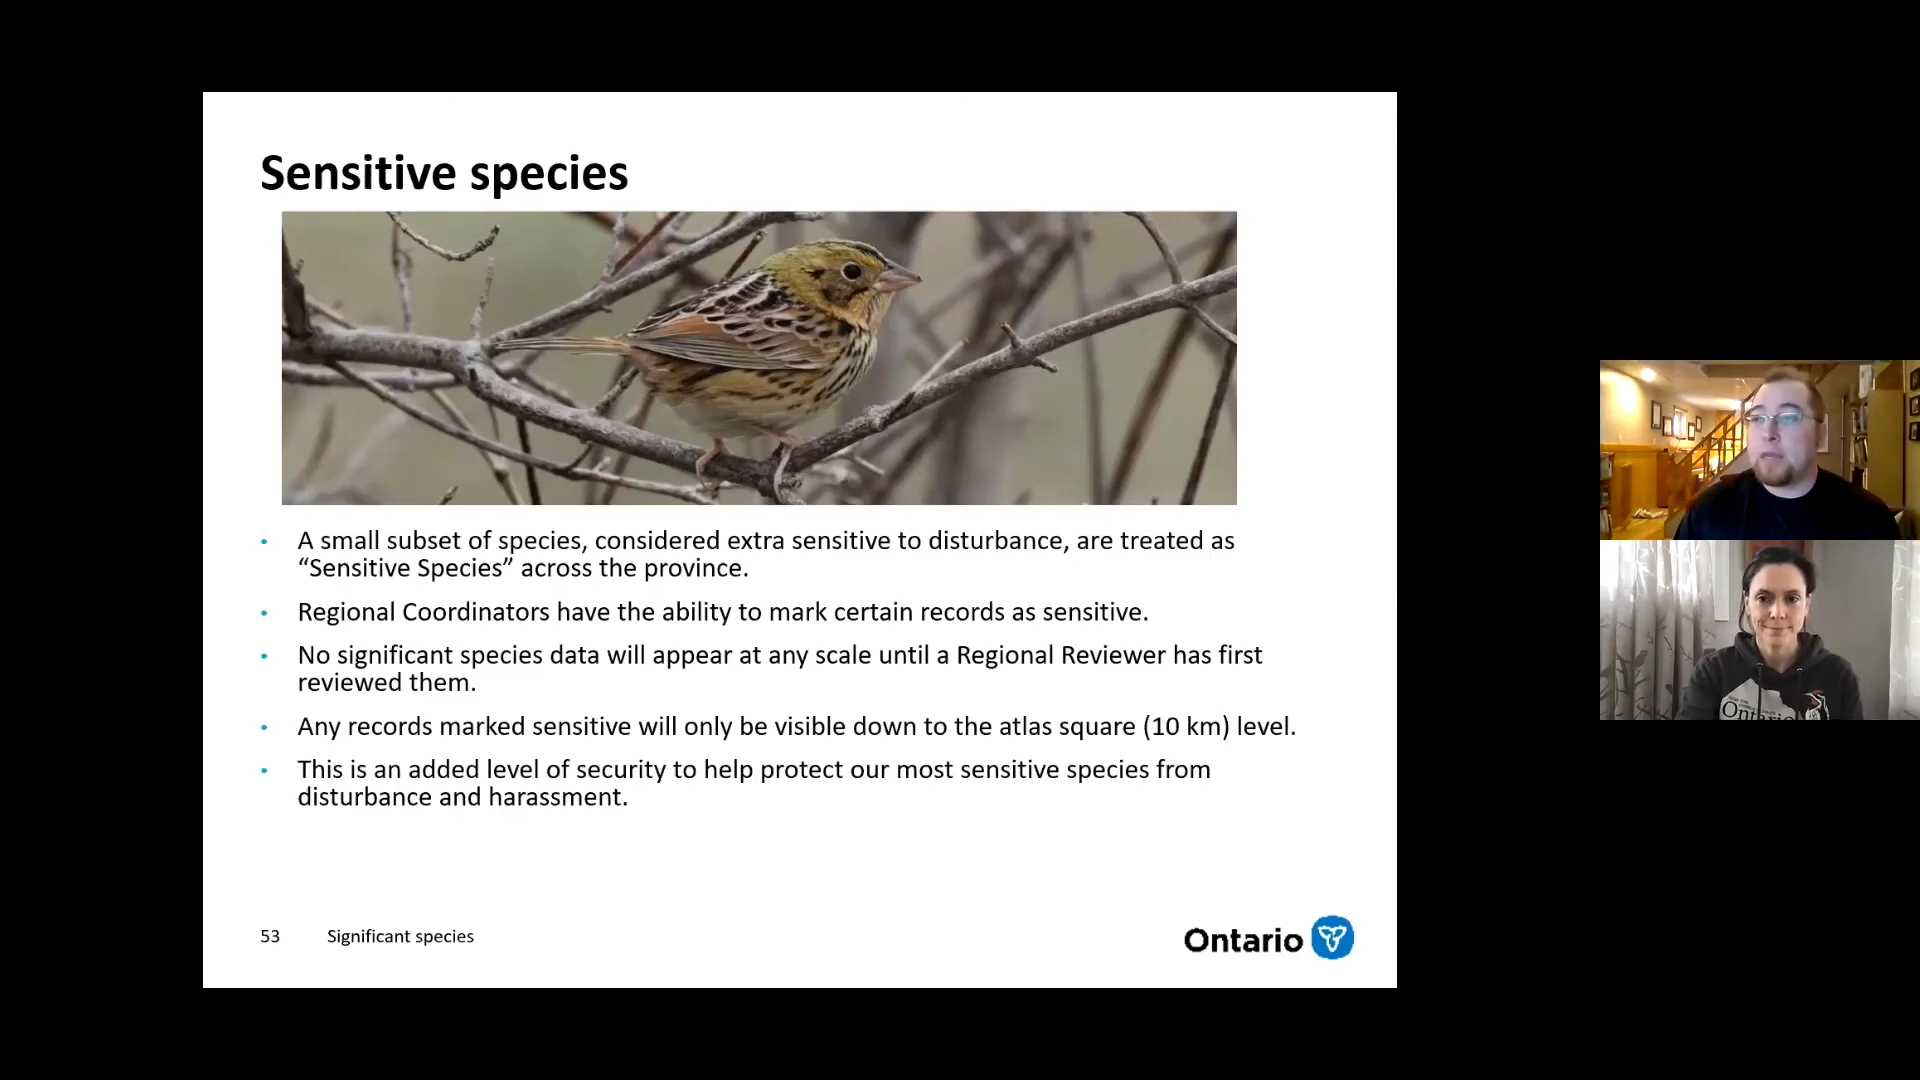 Sensitive species
• A small subset of species, considered extra sensitive to disturbance, are treated as
“Sensitive Species” across the province.
• Regional Coordinators have the ability to mark certain records as sensitive.
• No significant species data will appear at any scale until a Regional Reviewer has first
reviewed them.
• Any records marked sensitive will only be visible down to the atlas square (10 km) level.
• This is an added level of security to help protect our most sensitive species from
disturbance and harassment.
53 Significant species
Ontario
Ontario